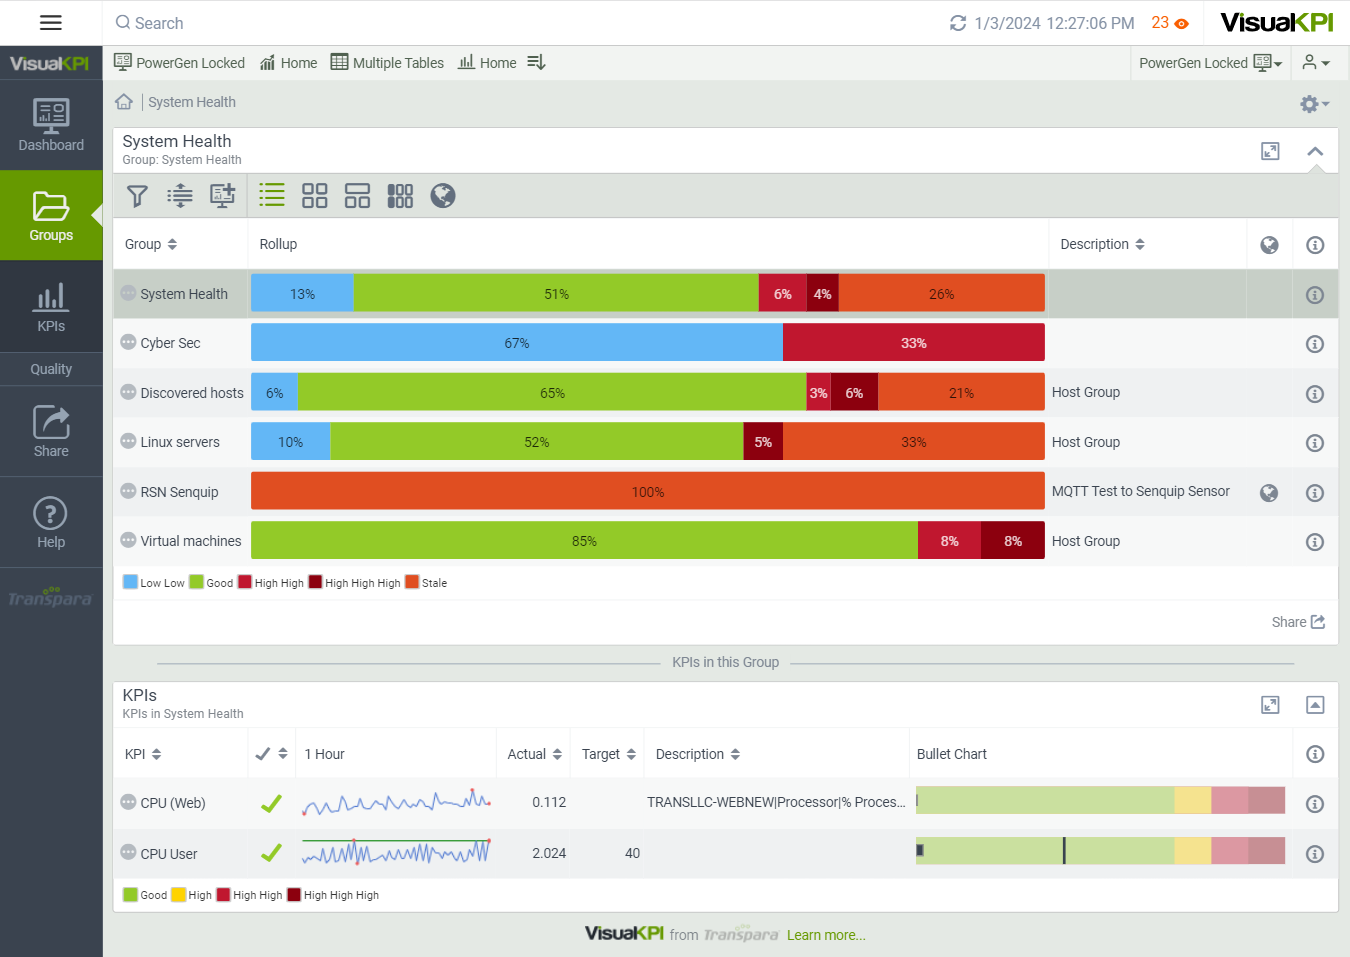 Search
1/3/2024 12:27:06 PM
23
VisualKPI
VisualKPI
PowerGen Locked
Home
Multiple Tables
Home
PowerGen Locked
System Health
Dashboard
Groups
KPIs
Quality
Share
Help
Transpara
System Health
Group: System Health
Group Rollup Description
System Health 13% 51% 6% 4% 26%
Cyber Sec 67% 33%
Discovered hosts 6% 65% 3% 6% 21% Host Group
Linux servers 10% 52% 5% 33% Host Group
RSN Senquip 100% MQTT Test to Senquip Sensor
Virtual machines 85% 8% 8% Host Group
Low Low Good High High High High High Stale
Share
KPIs in this Group
KPIs
KPIs in System Health
KPI 1 Hour Actual Target Description Bullet Chart
CPU (Web) 0.112 TRANSLLC-WEBNEW|Processor|% Proces...
CPU User 2.024 40
Good High High High High High High
VisualKPI from Transpara Learn more...